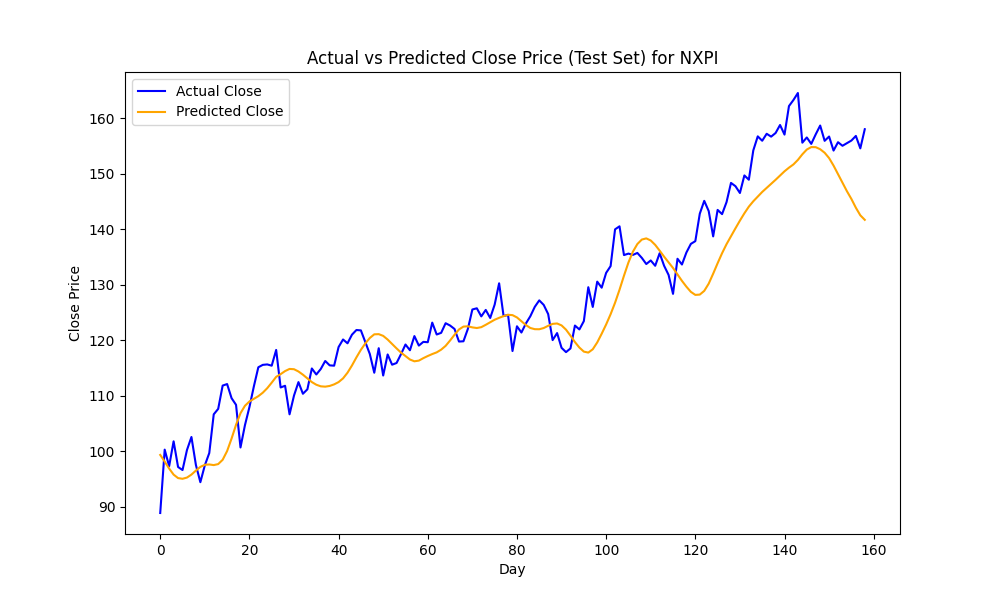 Actual vs Predicted Close Price (Test Set) for NXPI
Actual Close
Predicted Close
Close Price
160
150
140
130
120
110
100
90
0 20 40 60 80 100 120 140 160
Day